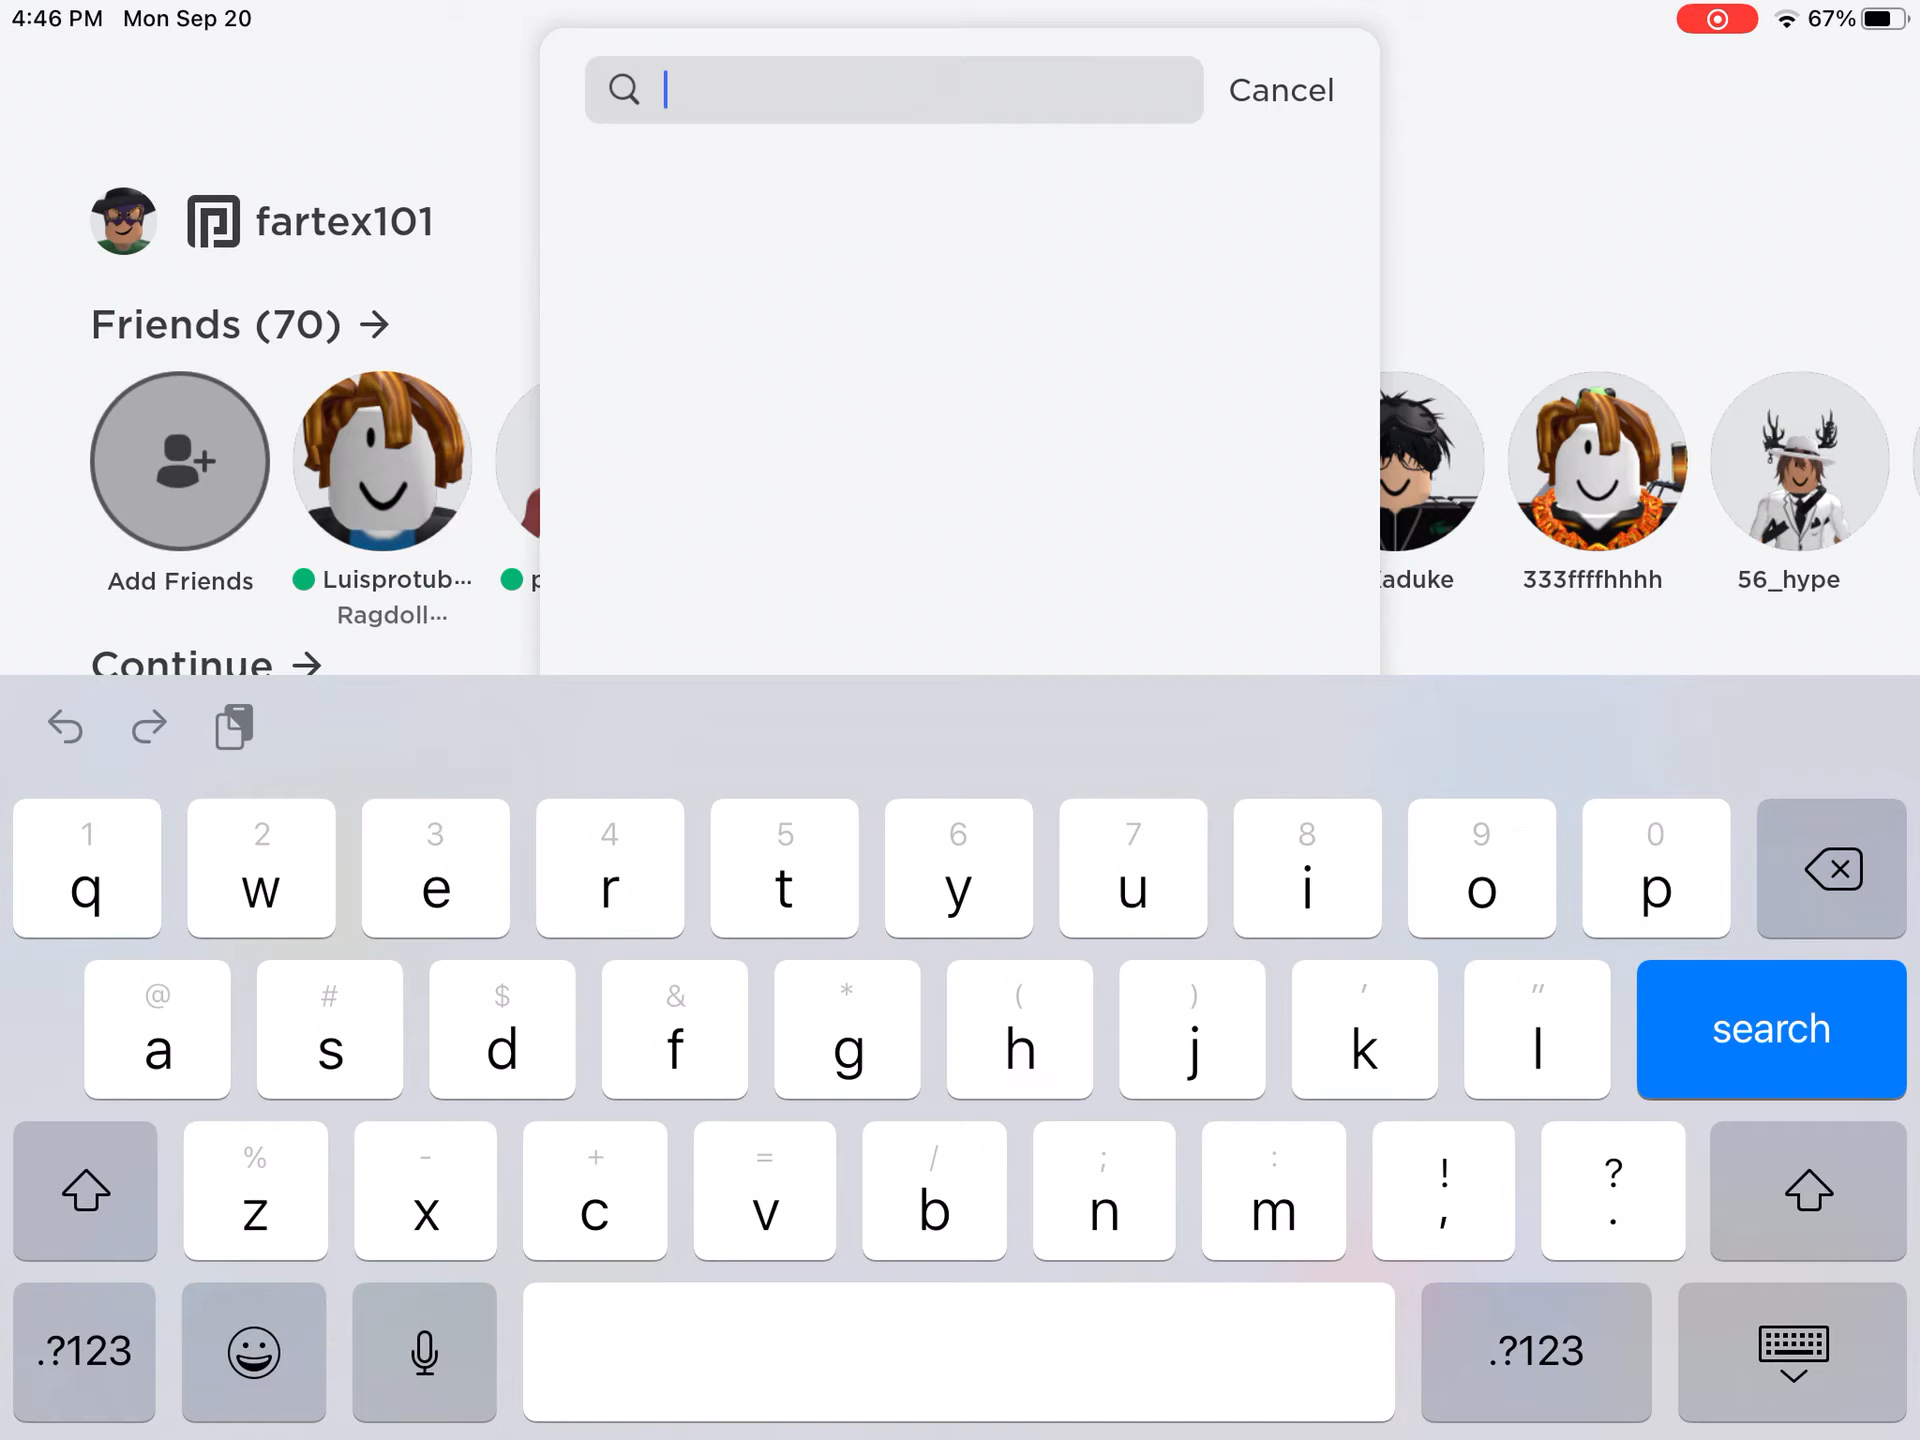 4:46 PM Mon Sep 20
67%
Cancel
fartex101
Friends (70) →
Add Friends
Luisprotub...
Ragdoll...
p
aduke
333ffffhhhh
56_hype
Continue →
1 2 3 4 5 6 7 8 9 0
q w e r t y u i o p
@ # $ & * ( ) ' "
a s d f g h j k l search
% - + = / ; : ! ?
z x c v b n m , .
.?123 .?123